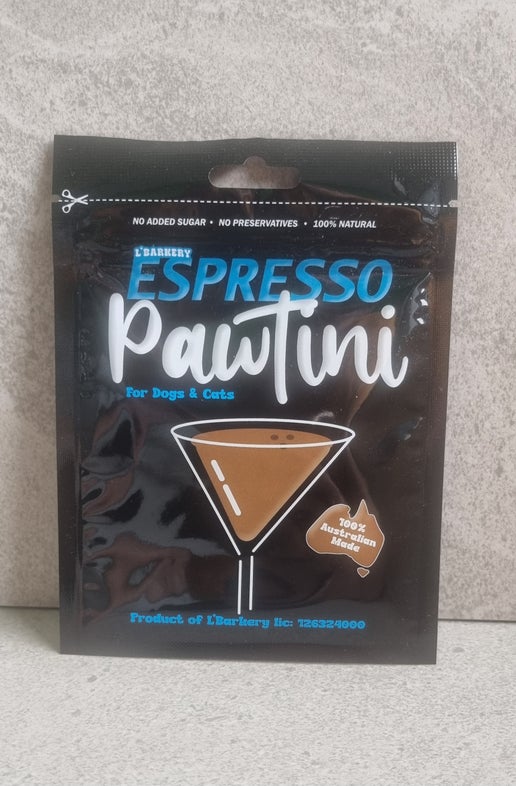 NO ADDED SUGAR • NO PRESERVATIVES • 100% NATURAL
L'BARKERY
ESPRESSO
Pawtini
For Dogs & Cats
100%
Australian
Made
Product of L'Barkery lic: 126324000